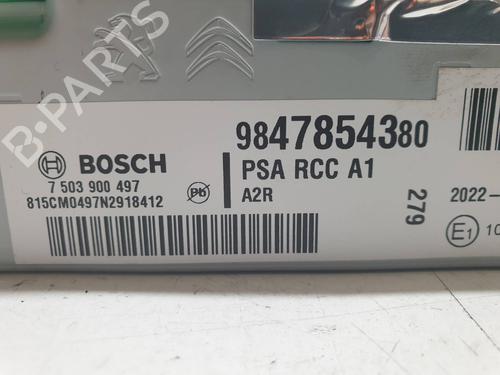 B-PARTS
BOSCH
7 503 900 497
815CM0497N2918412
Pb
9847854380
PSA RCC A1
A2R
279
2022-
E1
10